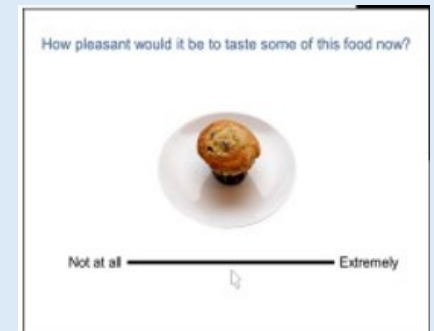 How pleasant would it be to taste some of this food now?
Not at all Extremely